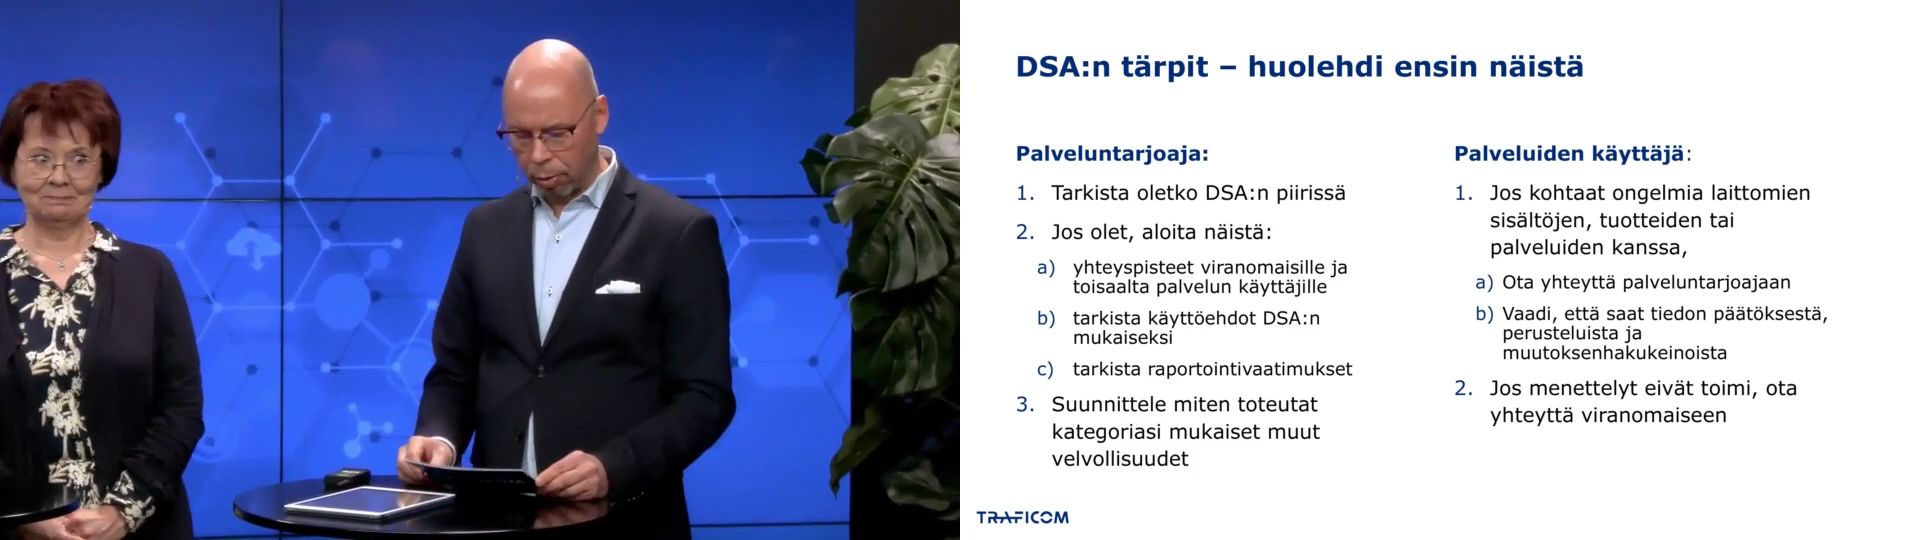 DSA:n tärpit – huolehdi ensin näistä
Palveluntarjoaja:
1. Tarkista oletko DSA:n piirissä
2. Jos olet, aloita näistä:
a) yhteyspisteet viranomaisille ja
toisaalta palvelun käyttäjille
b) tarkista käyttöehdot DSA:n
mukaiseksi
c) tarkista raportointivaatimukset
3. Suunnittele miten toteutat
kategoriasi mukaiset muut
velvollisuudet
Palveluiden käyttäjä:
1. Jos kohtaat ongelmia laittomien
sisältöjen, tuotteiden tai
palveluiden kanssa,
a) Ota yhteyttä palveluntarjoajaan
b) Vaadi, että saat tiedon päätöksestä,
perusteluista ja
muutoksenhakukeinoista
2. Jos menettelyt eivät toimi, ota
yhteyttä viranomaiseen
TRAFICOM